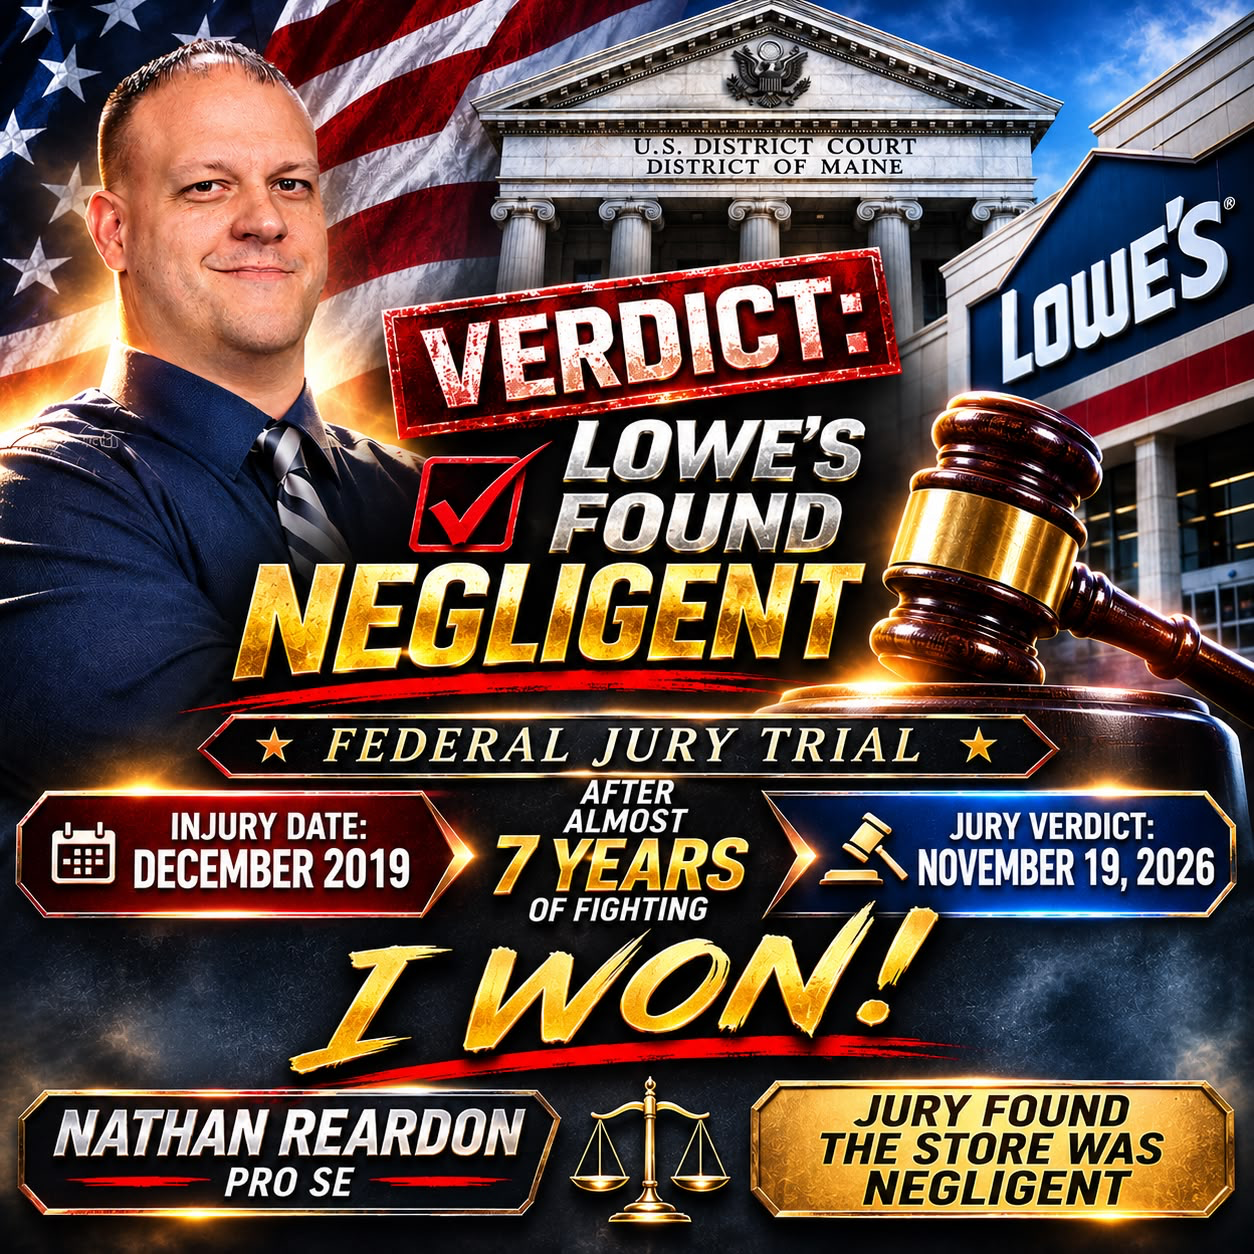 U.S. DISTRICT COURT
DISTRICT OF MAINE
LOWE'S®
VERDICT:
LOWE'S
FOUND
NEGLIGENT
FEDERAL JURY TRIAL
INJURY DATE:
DECEMBER 2019
AFTER
ALMOST
7 YEARS
OF FIGHTING
JURY VERDICT:
NOVEMBER 19, 2026
I WON!
NATHAN REARDON
PRO SE
JURY FOUND
THE STORE WAS
NEGLIGENT